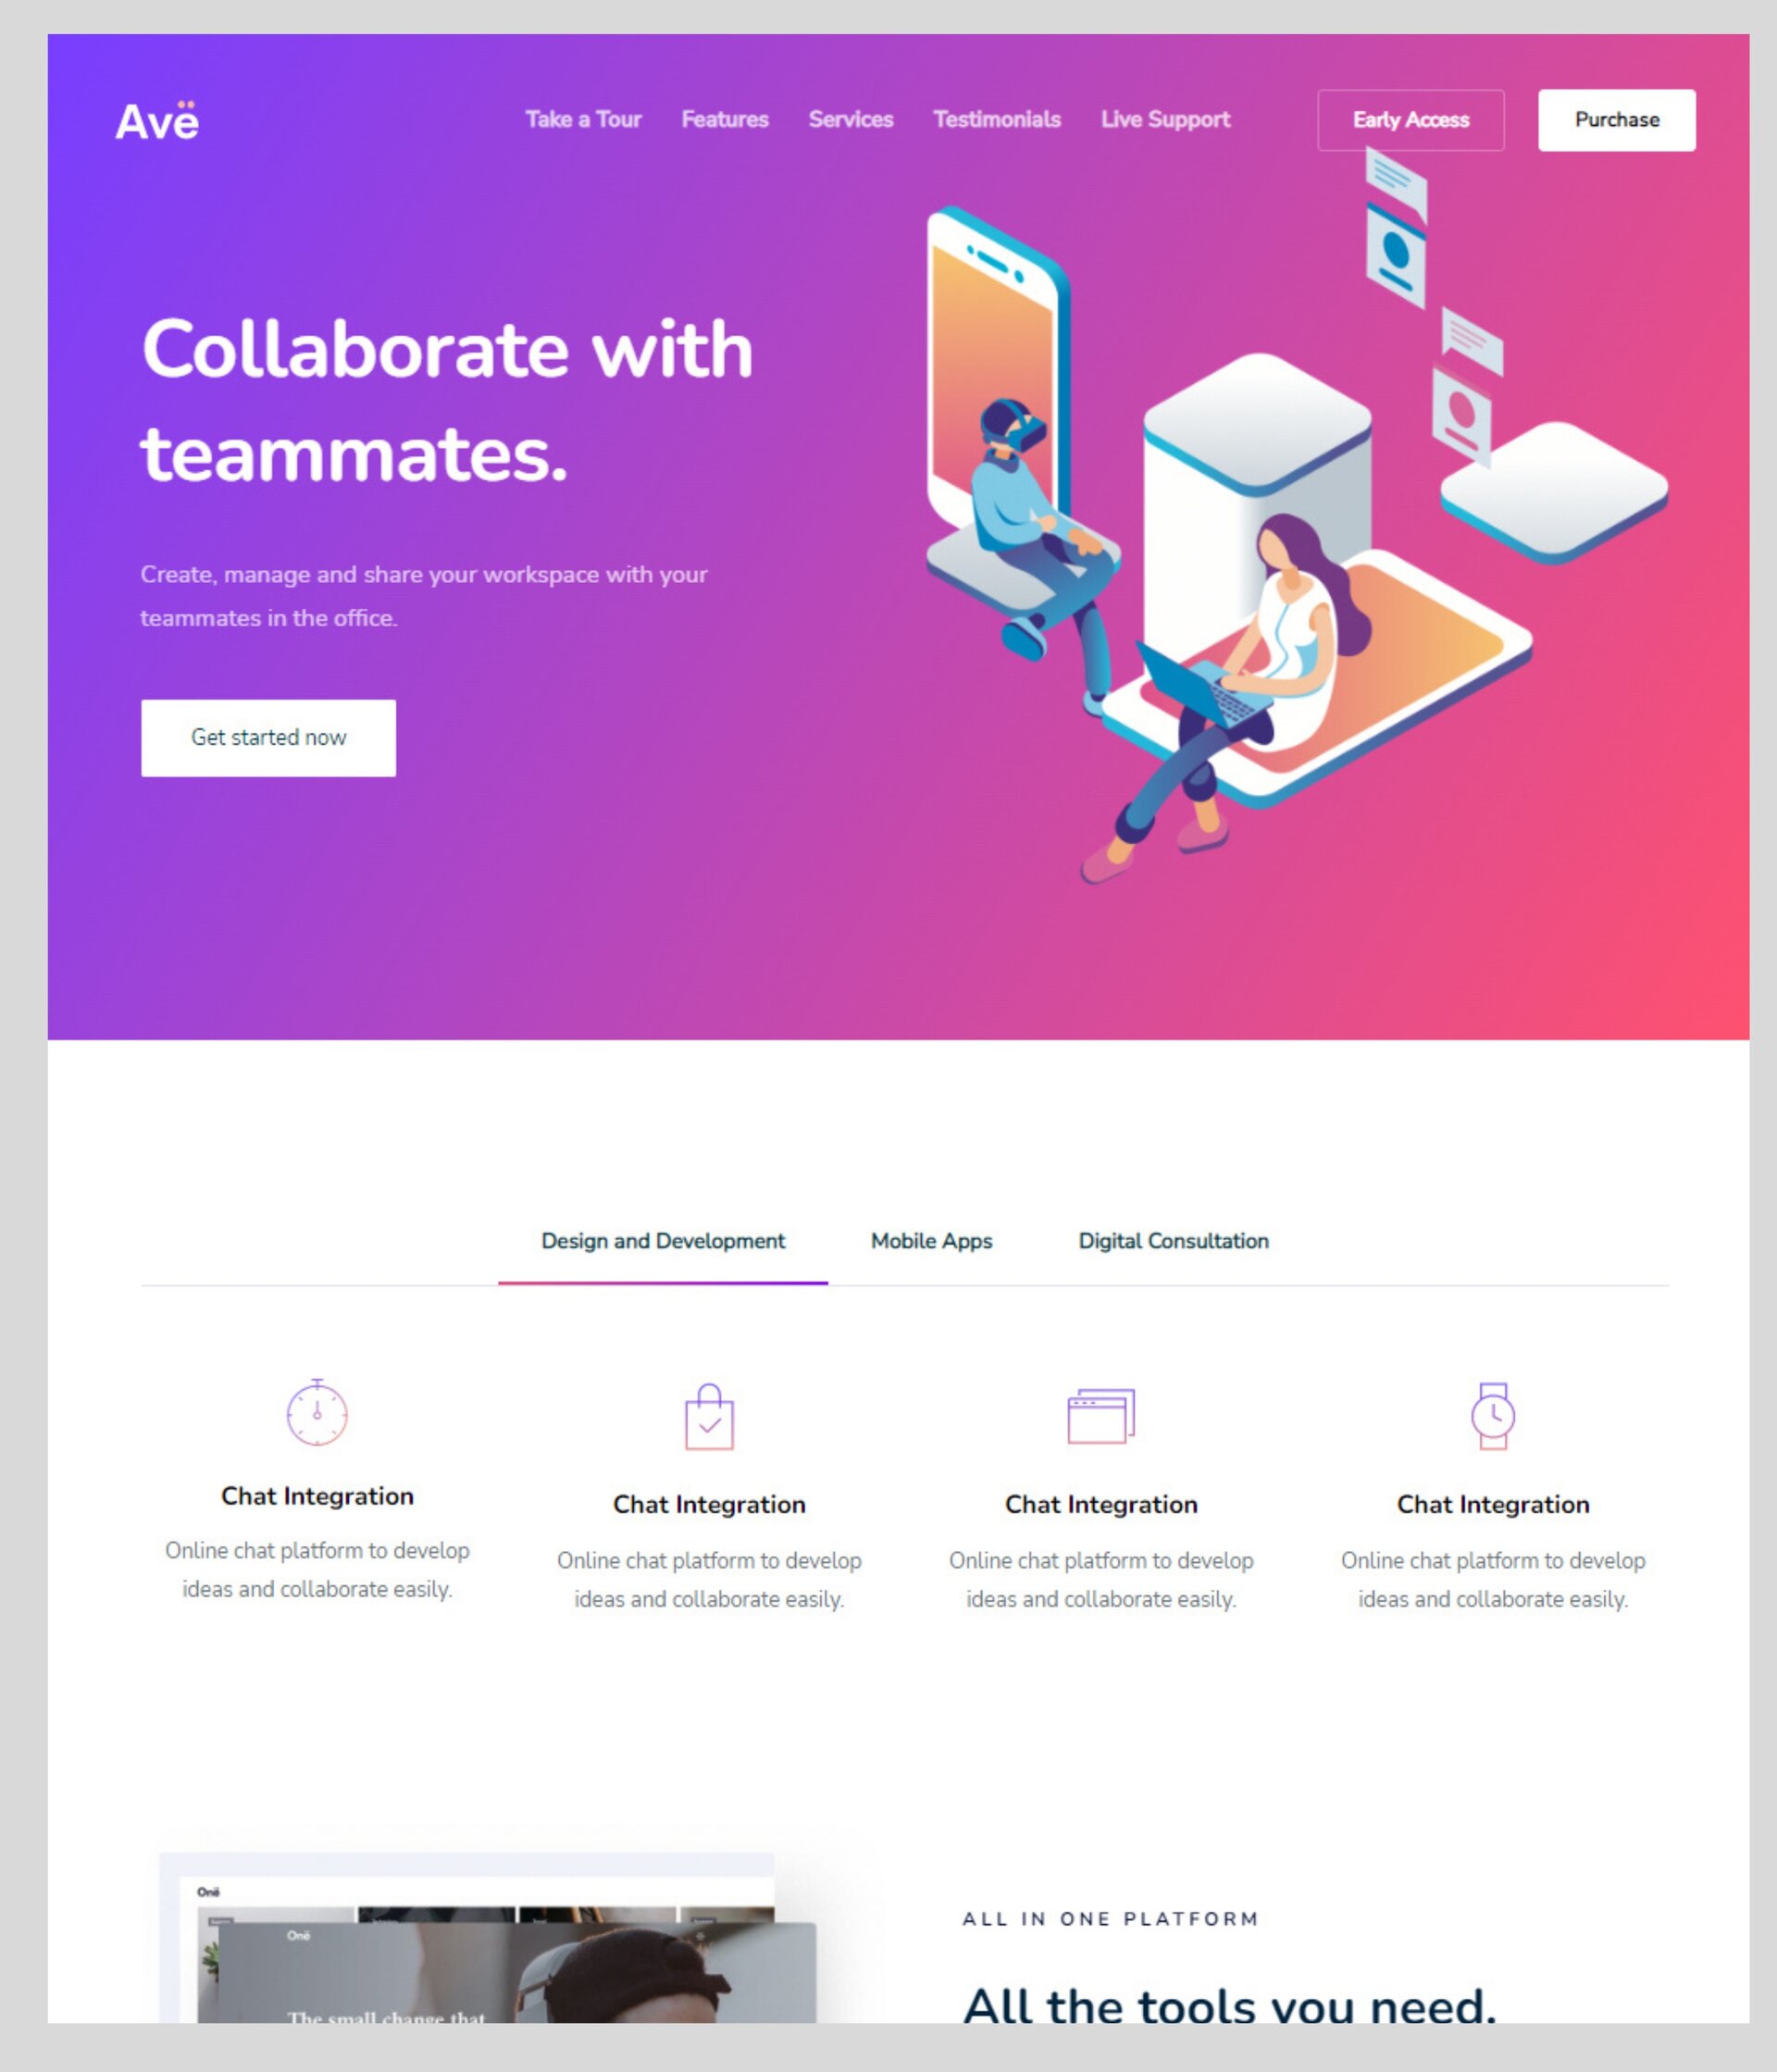 Avë
Take a Tour
Features
Services
Testimonials
Live Support
Early Access
Purchase
Collaborate with
teammates.
Create, manage and share your workspace with your
teammates in the office.
Get started now
Design and Development
Mobile Apps
Digital Consultation
Chat Integration
Online chat platform to develop
ideas and collaborate easily.
Chat Integration
Online chat platform to develop
ideas and collaborate easily.
Chat Integration
Online chat platform to develop
ideas and collaborate easily.
Chat Integration
Online chat platform to develop
ideas and collaborate easily.
Onë
Onë
The small change that
ALL IN ONE PLATFORM
All the tools you need.